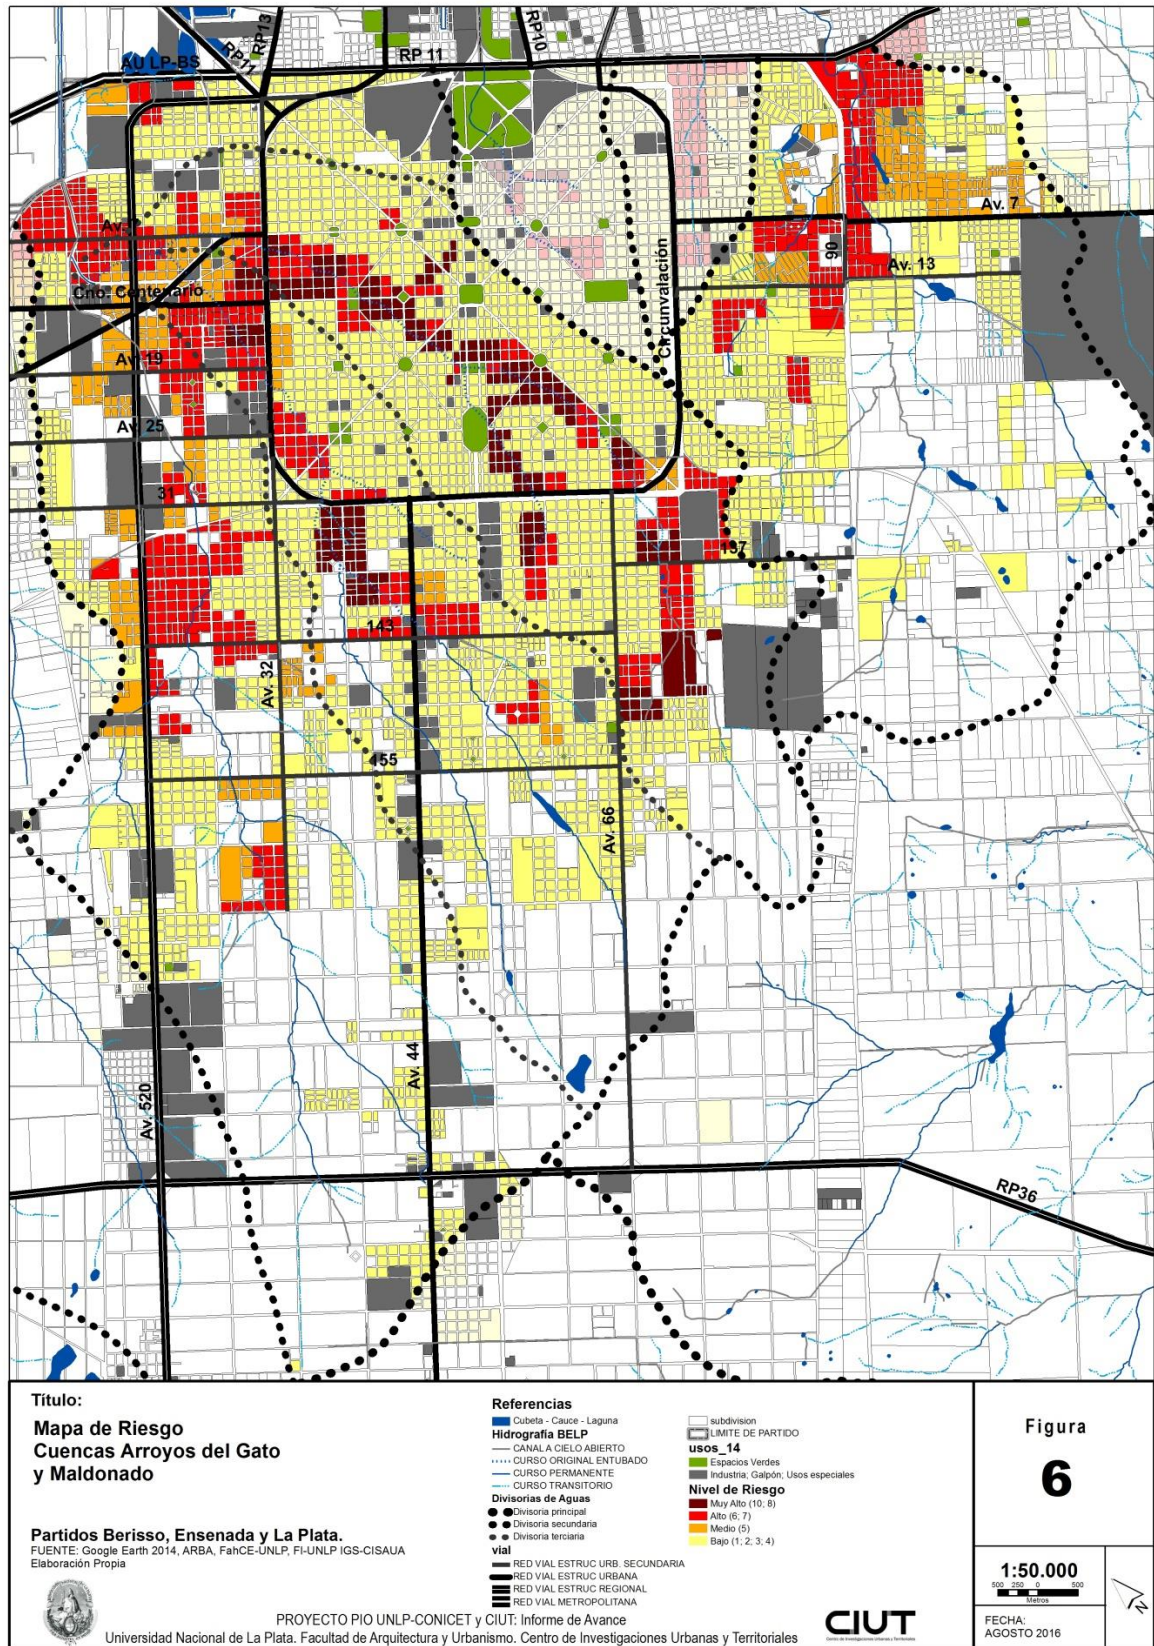 RP13
RP11
RP 11
RP10
AU LP-BS
Av. 7
Circunvalación
90
Av. 13
Cno. Centenario
Av. 19
Av. 25
31
137
143
Av. 32
155
Av. 66
Av. 44
Av. 520
RP36
Título:
Mapa de Riesgo
Cuencas Arroyos del Gato
y Maldonado
Partidos Berisso, Ensenada y La Plata.
FUENTE: Google Earth 2014, ARBA, FahCE-UNLP, FI-UNLP IGS-CISAUA
Elaboración Propia
Referencias
Cubeta - Cauce - Laguna
Hidrografía BELP
CANAL A CIELO ABIERTO
CURSO ORIGINAL ENTUBADO
CURSO PERMANENTE
CURSO TRANSITORIO
Divisorias de Aguas
Divisoria principal
Divisoria secundaria
Divisoria terciaria
vial
RED VIAL ESTRUC URB. SECUNDARIA
RED VIAL ESTRUC URBANA
RED VIAL ESTRUC REGIONAL
RED VIAL METROPOLITANA
subdivision
LIMITE DE PARTIDO
usos_14
Espacios Verdes
Industria; Galpón; Usos especiales
Nivel de Riesgo
Muy Alto (10; 8)
Alto (6; 7)
Medio (5)
Bajo (1; 2; 3; 4)
PROYECTO PIO UNLP-CONICET y CIUT: Informe de Avance
Universidad Nacional de La Plata. Facultad de Arquitectura y Urbanismo. Centro de Investigaciones Urbanas y Territoriales
CIUT
Centro de Investigaciones Urbanas y Territoriales
Figura
6
1:50.000
500 250 0 500
Metros
FECHA:
AGOSTO 2016
N